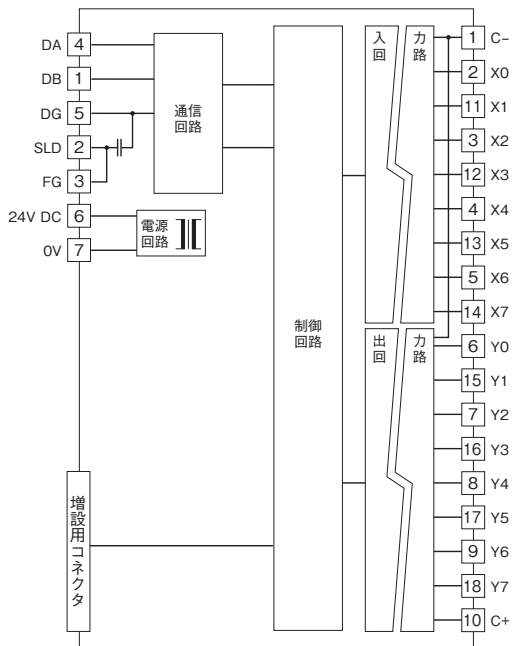 DA 4
DB 1
DG 5
SLD 2
FG 3
24V DC 6
0V 7
通信
回路
電源
回路
制御
回路
増設用コネクタ
入力
回路
出力
回路
1 C−
2 X0
11 X1
3 X2
12 X3
4 X4
13 X5
5 X6
14 X7
6 Y0
15 Y1
7 Y2
16 Y3
8 Y4
17 Y5
9 Y6
18 Y7
10 C+